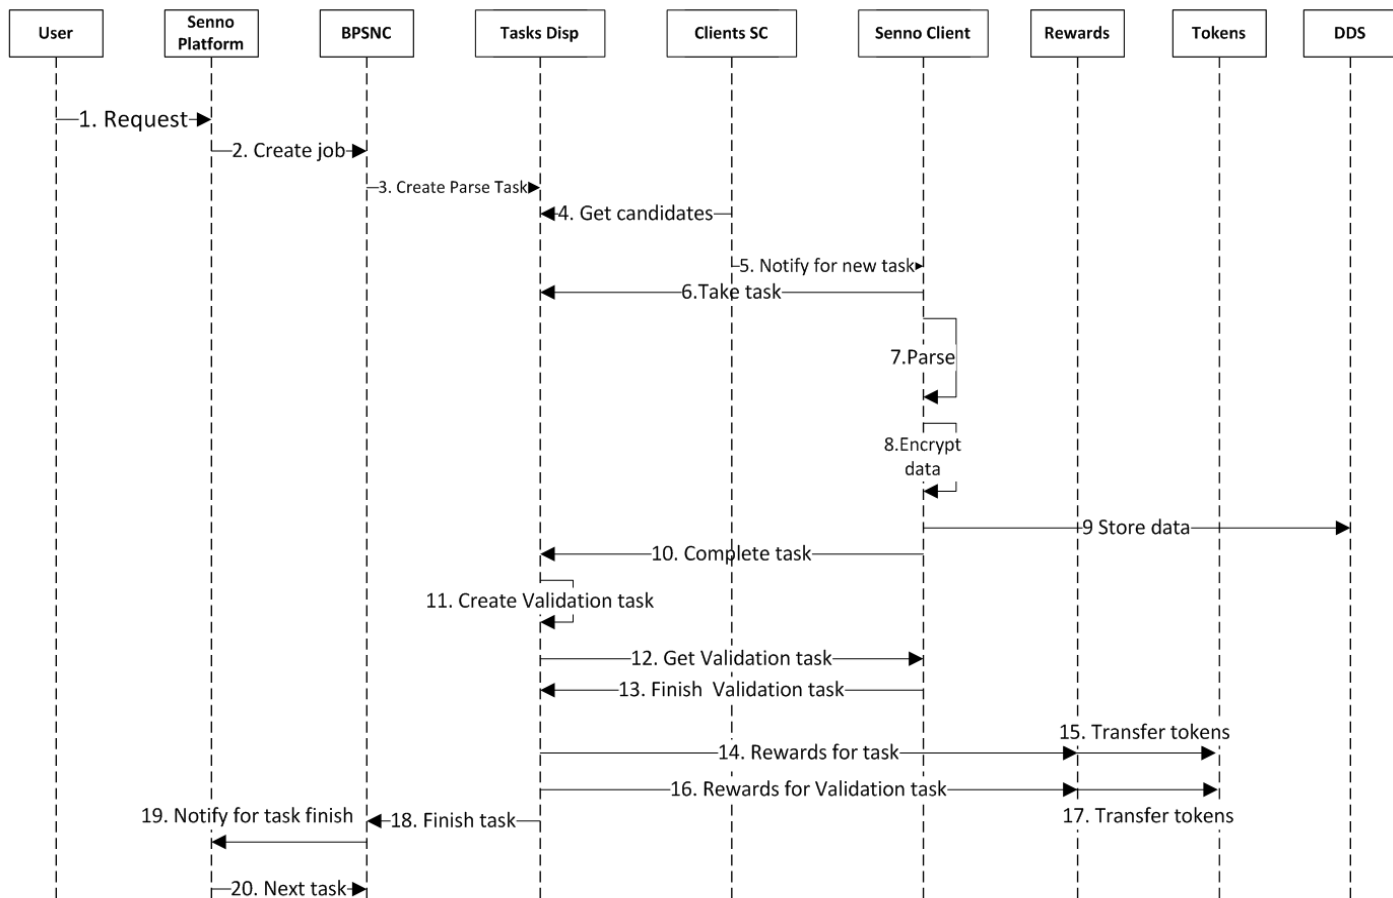 User
Senno
Platform
BPSNC
Tasks Disp
Clients SC
Senno Client
Rewards
Tokens
DDS
1. Request
2. Create job
3. Create Parse Task
4. Get candidates
5. Notify for new task
6.Take task
7.Parse
8.Encrypt
data
9 Store data
10. Complete task
11. Create Validation task
12. Get Validation task
13. Finish  Validation task
15. Transfer tokens
14. Rewards for task
16. Rewards for Validation task
17. Transfer tokens
19. Notify for task finish
18. Finish task
20. Next task